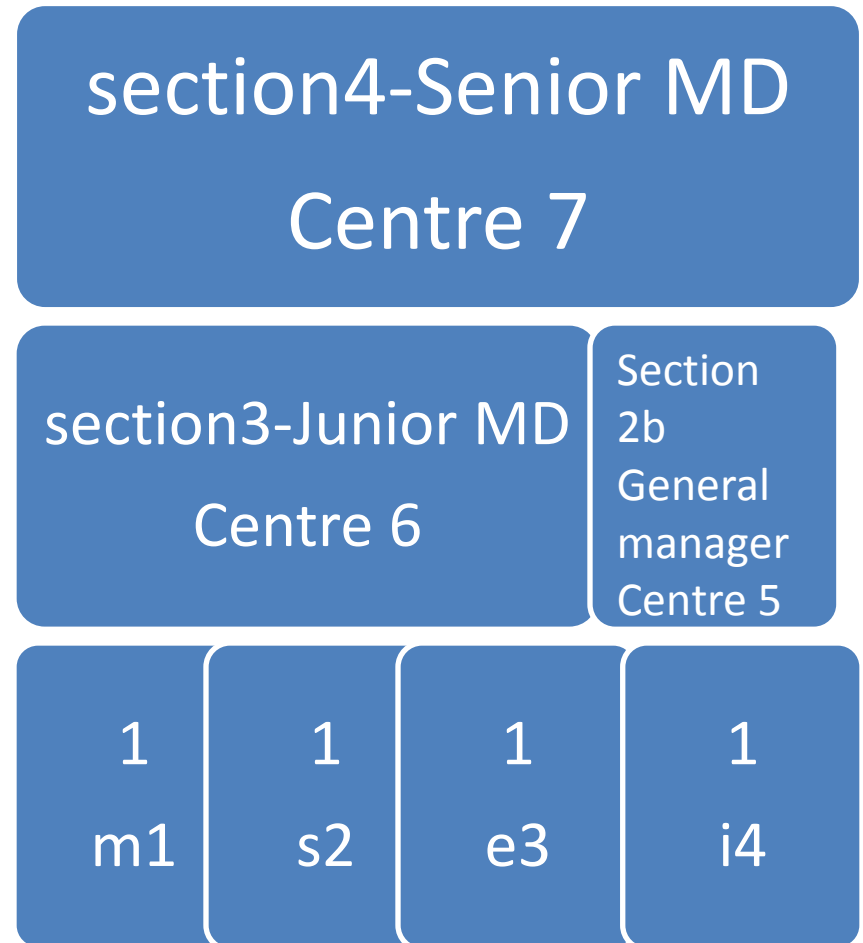 section4-Senior MD
Centre 7
section3-Junior MD
Centre 6
Section
2b
General
manager
Centre 5
1
m1
1
s2
1
e3
1
i4